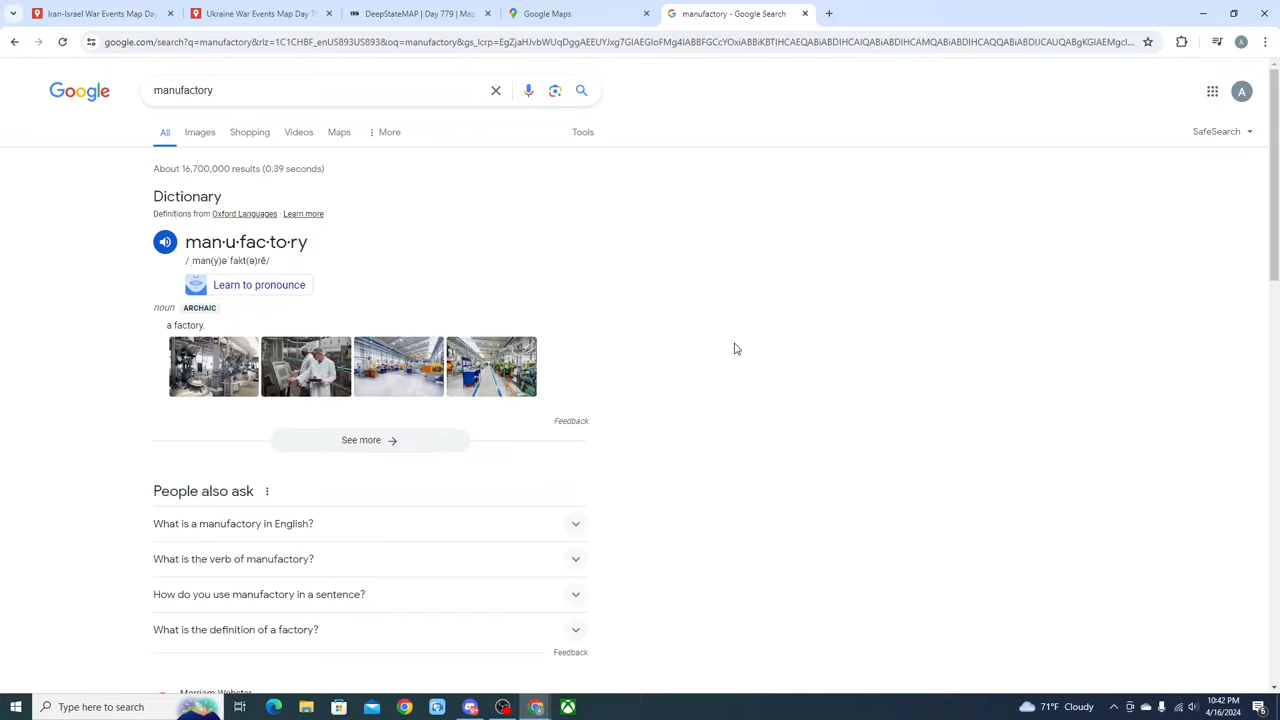 Iran-Israel War Events Map Day
Ukraine War Events Map Day 7
DeepStateMAP | Day 779 | Map
Google Maps
manufactory - Google Search
google.com/search?q=manufactory&rlz=1C1CHBF_enUS893US893&oq=manufactory&
Google
manufactory
A
All
Images
Shopping
Videos
Maps
More
Tools
SafeSearch
About 16,700,000 results (0.39 seconds)
Dictionary
Definitions from Oxford Languages · Learn more
man·u·fac·to·ry
/ˌman(y)əˈfakt(ə)rē/
Learn to pronounce
noun ARCHAIC
a factory.
Feedback
See more
People also ask
What is a manufactory in English?
What is the verb of manufactory?
How do you use manufactory in a sentence?
What is the definition of a factory?
Feedback
Merriam-Webster
Type here to search
71°F Cloudy
10:42 PM
4/16/2024